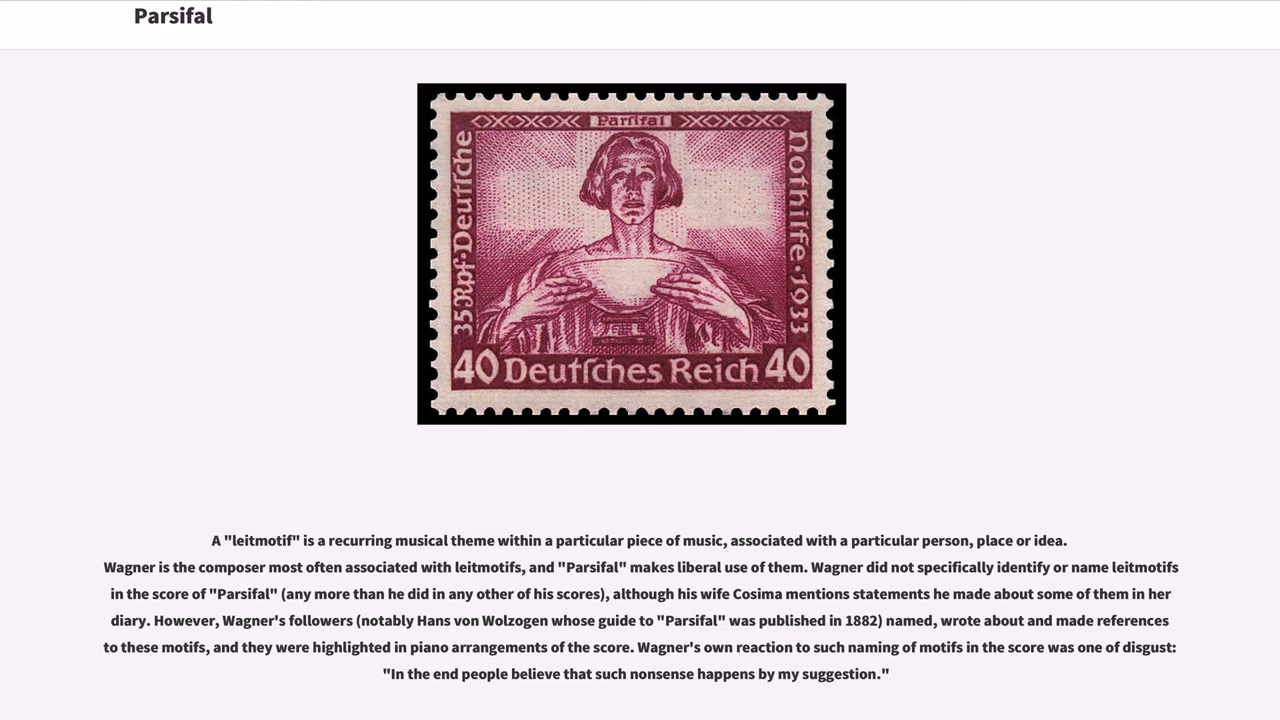 Parsifal
Parsifal
35Rpf·Deutſche
Nothilfe·1933
40 Deutſches Reich 40
A "leitmotif" is a recurring musical theme within a particular piece of music, associated with a particular person, place or idea.
Wagner is the composer most often associated with leitmotifs, and "Parsifal" makes liberal use of them. Wagner did not specifically identify or name leitmotifs
in the score of "Parsifal" (any more than he did in any other of his scores), although his wife Cosima mentions statements he made about some of them in her
diary. However, Wagner's followers (notably Hans von Wolzogen whose guide to "Parsifal" was published in 1882) named, wrote about and made references
to these motifs, and they were highlighted in piano arrangements of the score. Wagner's own reaction to such naming of motifs in the score was one of disgust:
"In the end people believe that such nonsense happens by my suggestion."